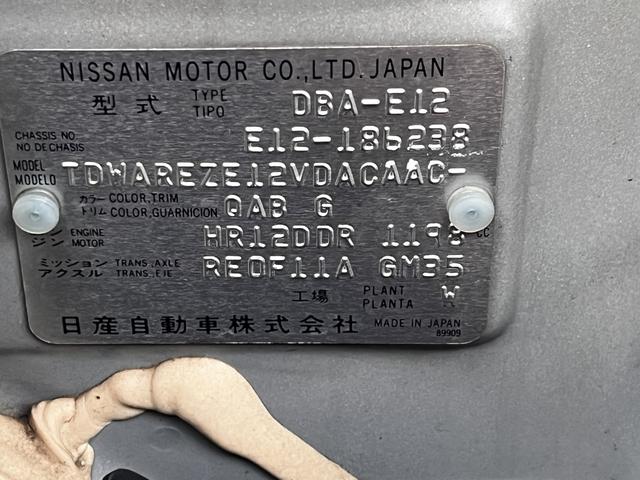 NISSAN MOTOR CO.,LTD. JAPAN
型式 TYPE TIPO DBA-E12
CHASSIS NO. NO DE CHASIS E12-186238
MODEL MODELO TDWAREZE12VDACAAC-
カラー COLOR,TRIM トリム COLOR,GUARNICION QAB G
ジン ENGINE MOTOR HR12DDR 1198 CC
ミッション TRANS.,AXLE アクスル TRANS.,EJE RE0F11A GM35
工場 PLANT PLANTA W
日産自動車株式会社 MADE IN JAPAN
89909